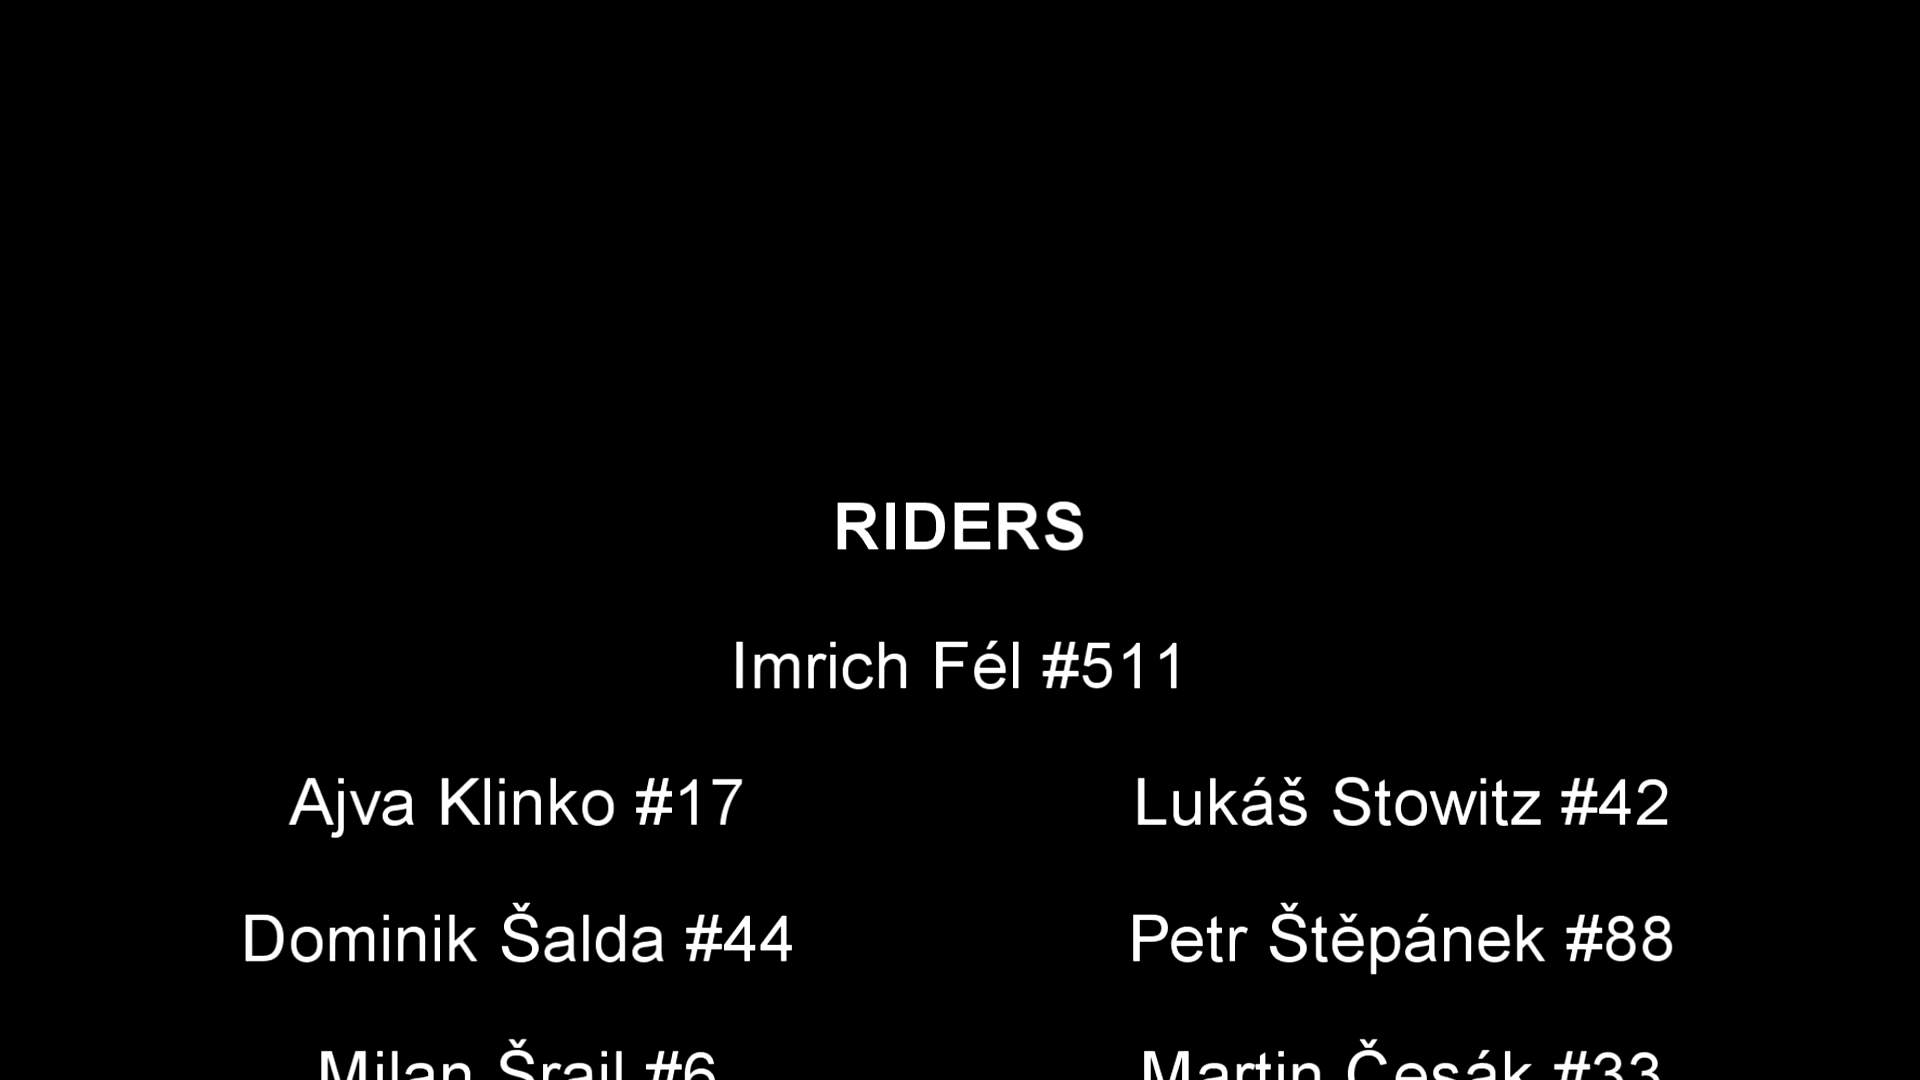 RIDERS
Imrich Fél #511
Ajva Klinko #17 Lukáš Stowitz #42
Dominik Šalda #44 Petr Štěpánek #88
Milan Šrail #6 Martin Česák #33